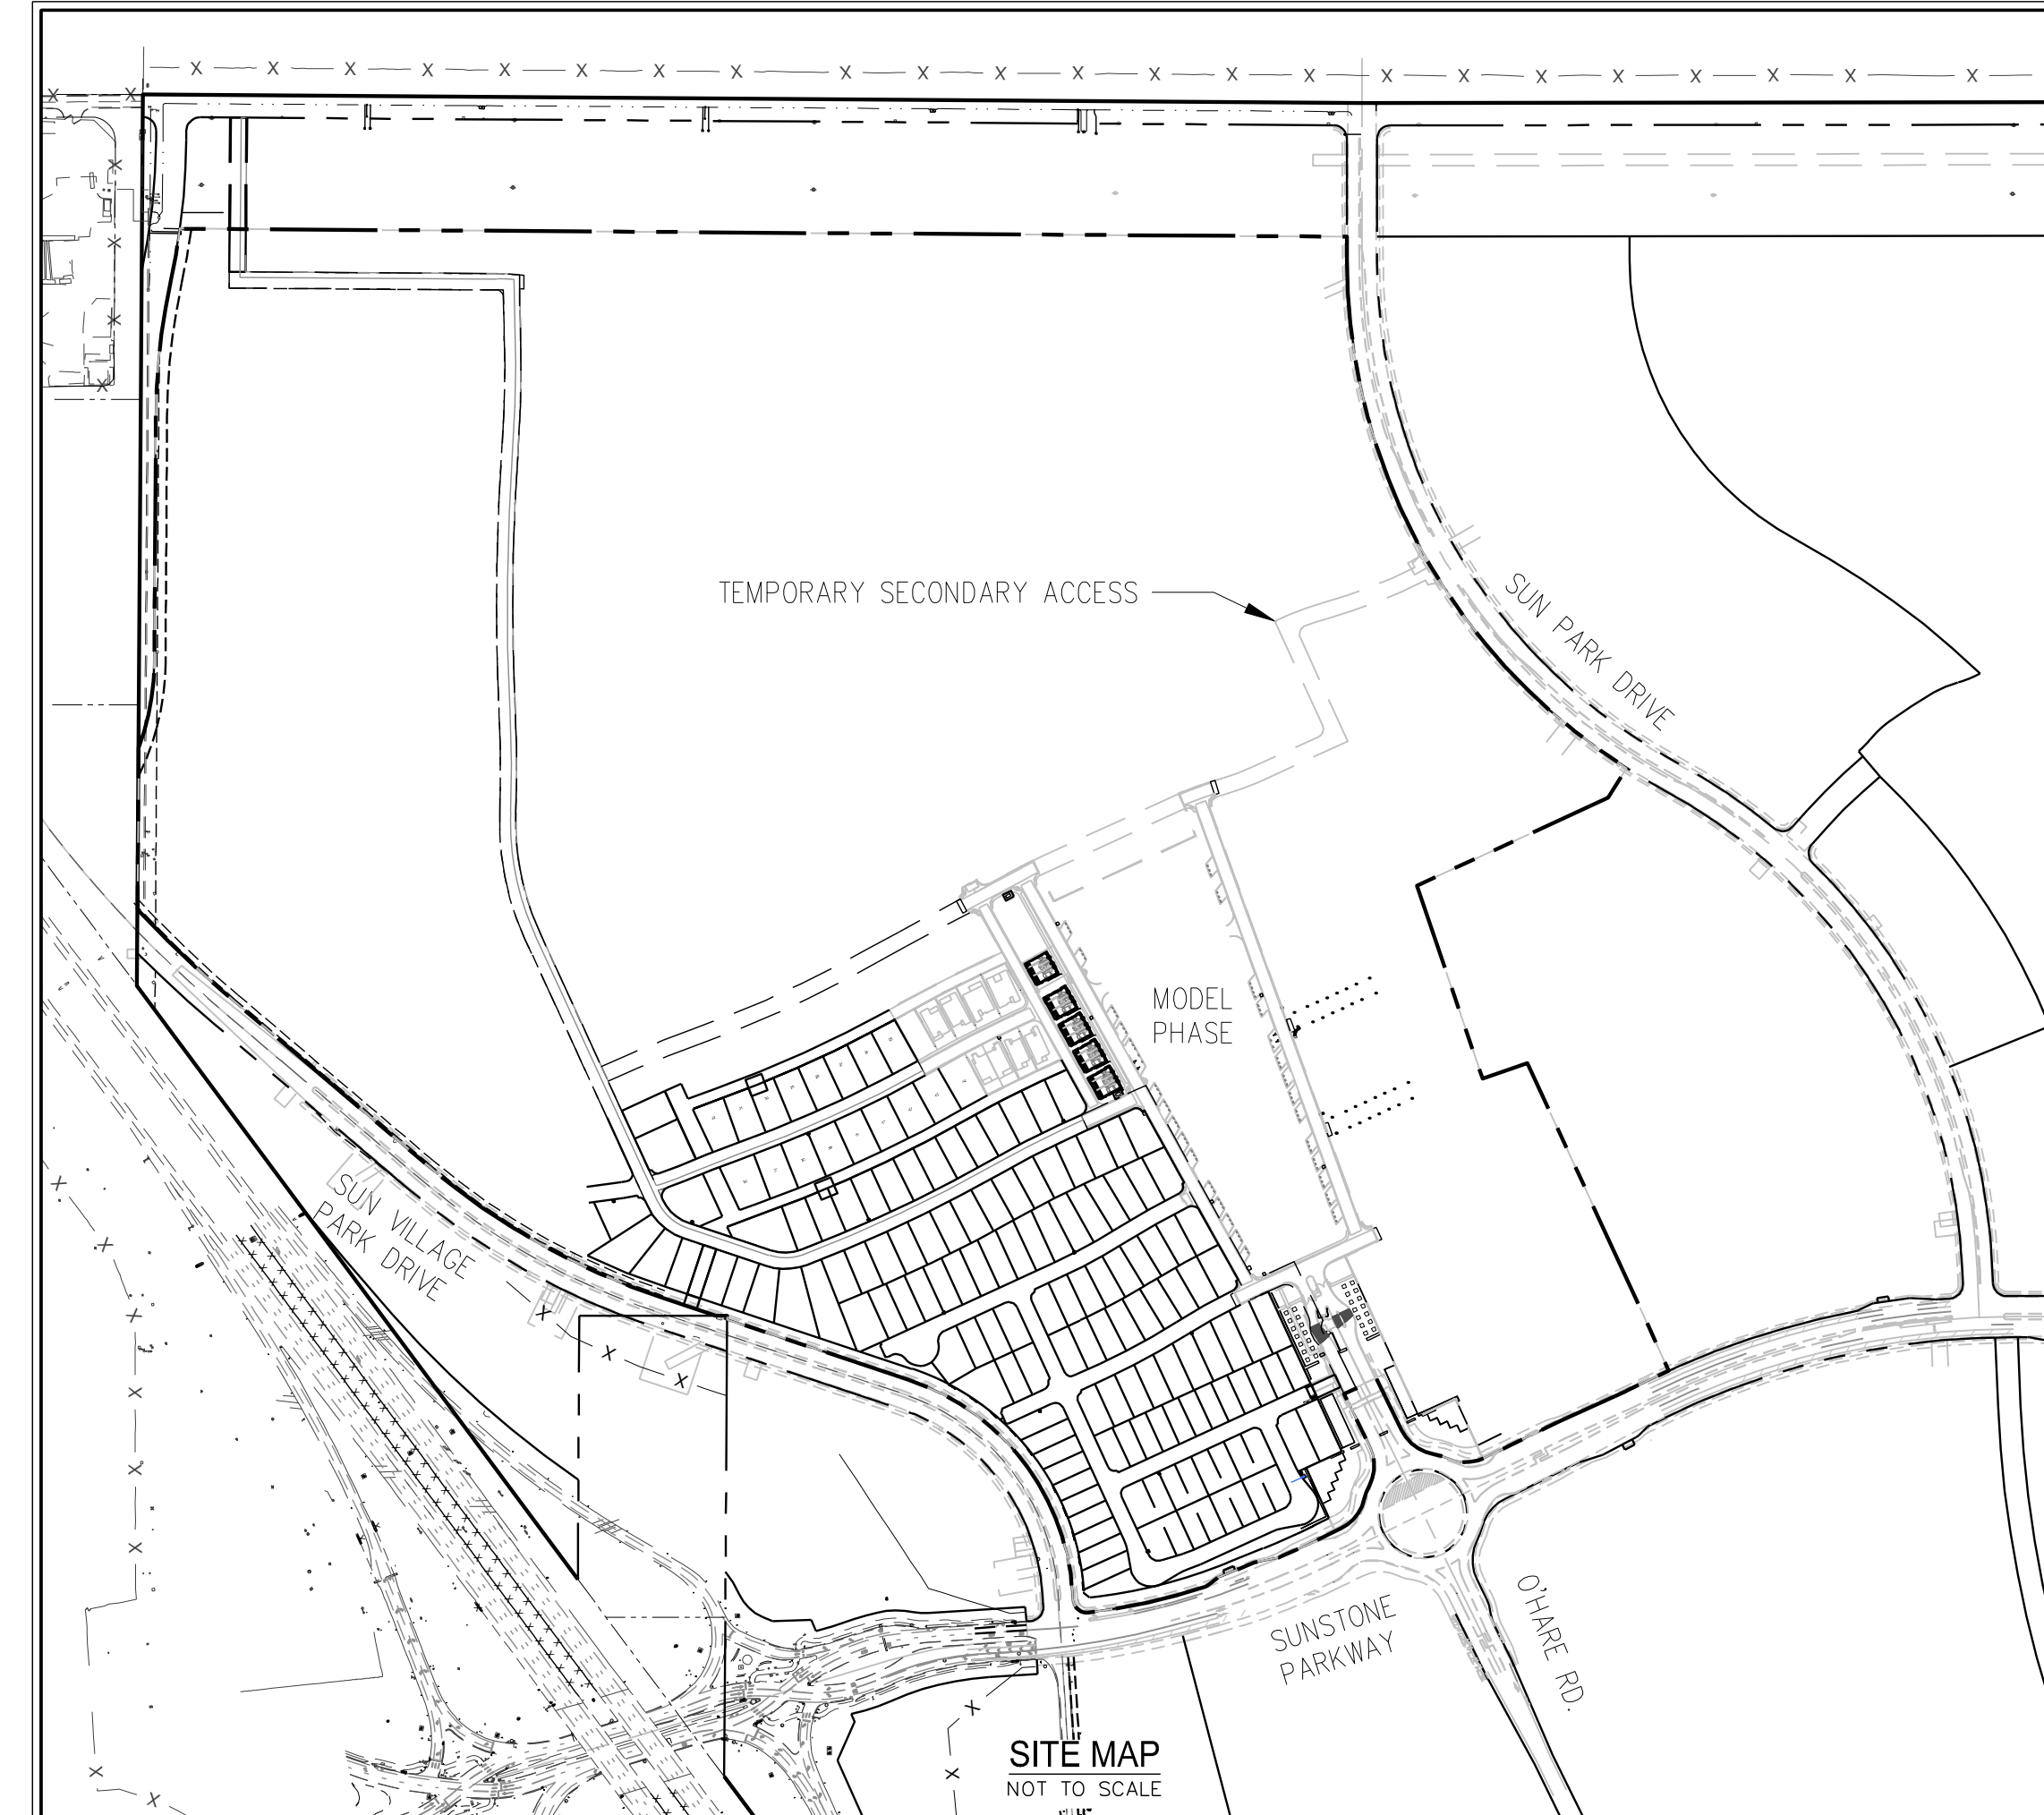 TEMPORARY SECONDARY ACCESS
SUN PARK DRIVE
MODEL
PHASE
SUN VILLAGE
PARK DRIVE
SUNSTONE
PARKWAY
O'HARE RD.
SITE MAP
NOT TO SCALE